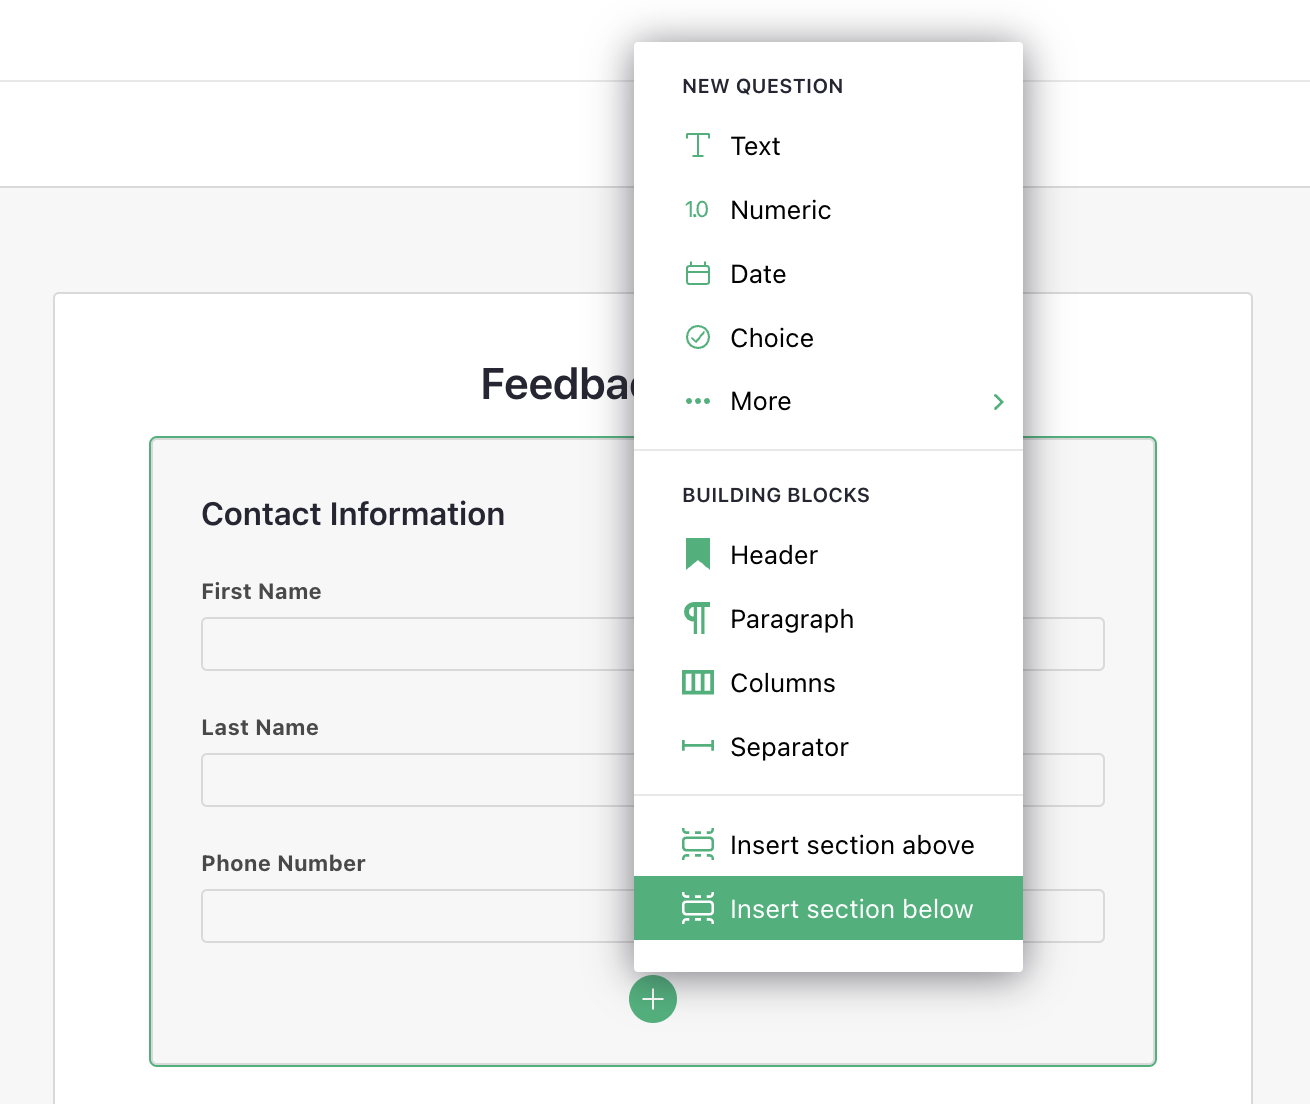 NEW QUESTION
Text
1.0 Numeric
Date
Choice
More
BUILDING BLOCKS
Header
Paragraph
Columns
Separator
Insert section above
Insert section below
Contact Information
First Name
Last Name
Phone Number